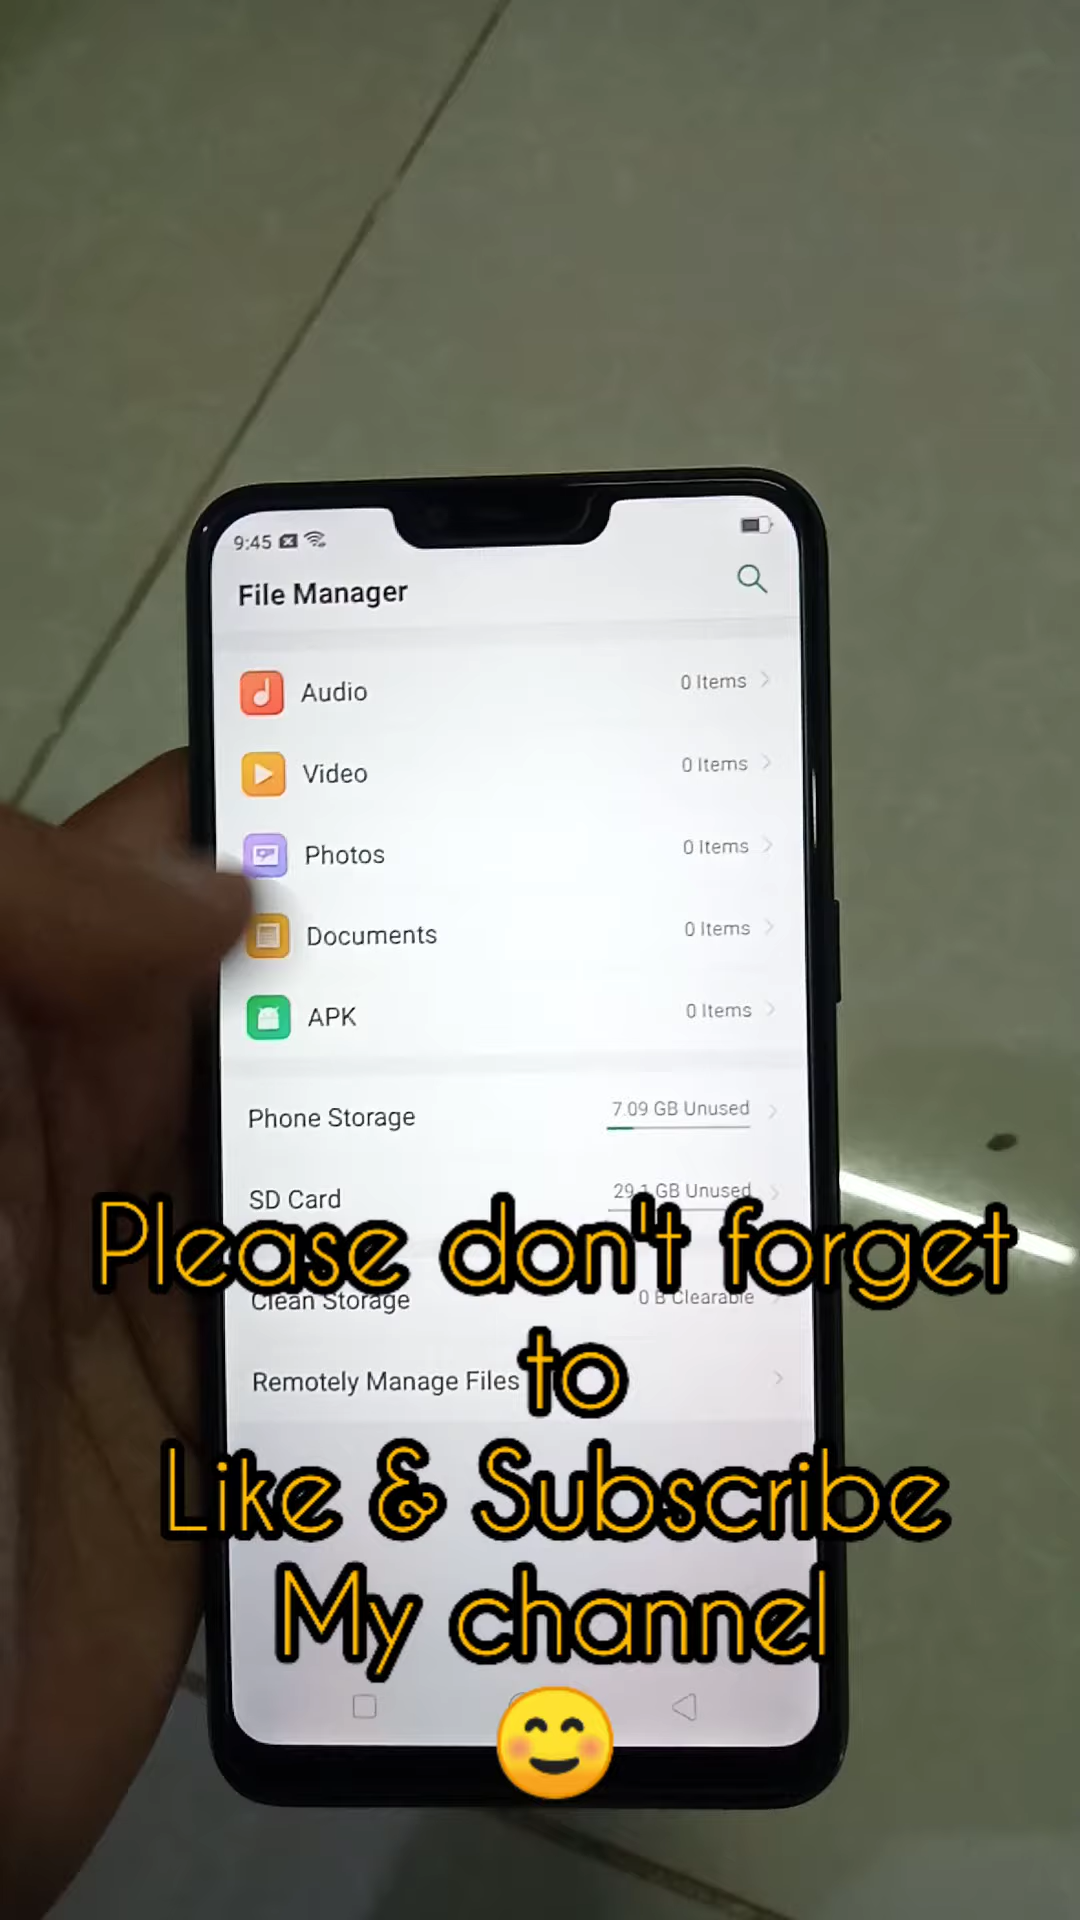 9:45
File Manager
Audio 0 Items
Video 0 Items
Photos 0 Items
Documents 0 Items
APK 0 Items
Phone Storage 7.09 GB Unused
SD Card 29.1 GB Unused
Please don't forget
Clean Storage 0 B Clearable
to
Remotely Manage Files
Like & Subscribe
My channel
😊